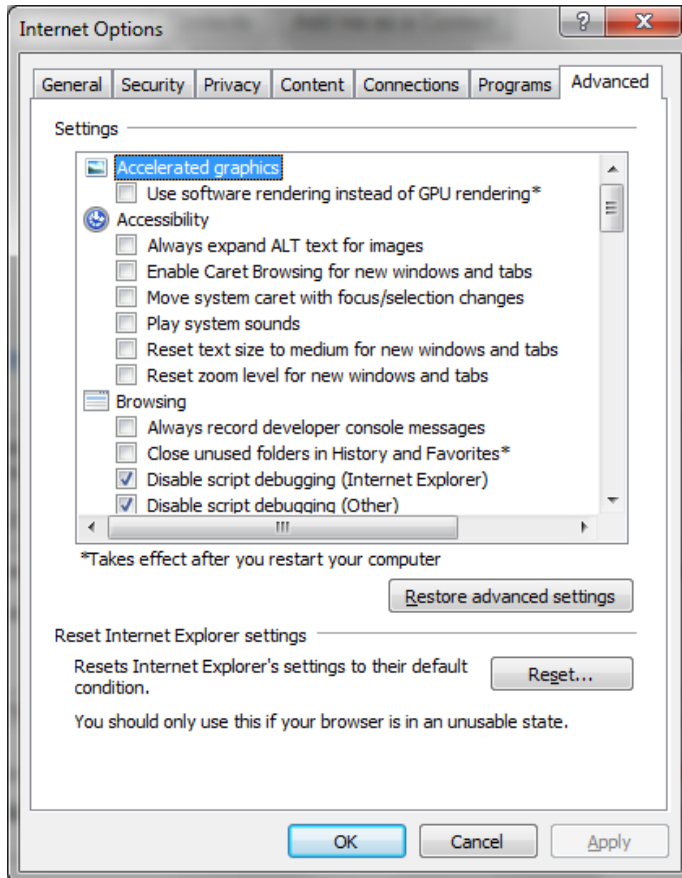 Internet Options
General Security Privacy Content Connections Programs Advanced
Settings
Accelerated graphics
Use software rendering instead of GPU rendering*
Accessibility
Always expand ALT text for images
Enable Caret Browsing for new windows and tabs
Move system caret with focus/selection changes
Play system sounds
Reset text size to medium for new windows and tabs
Reset zoom level for new windows and tabs
Browsing
Always record developer console messages
Close unused folders in History and Favorites*
Disable script debugging (Internet Explorer)
Disable script debugging (Other)
*Takes effect after you restart your computer
Restore advanced settings
Reset Internet Explorer settings
Resets Internet Explorer's settings to their default
condition.
Reset...
You should only use this if your browser is in an unusable state.
OK Cancel Apply